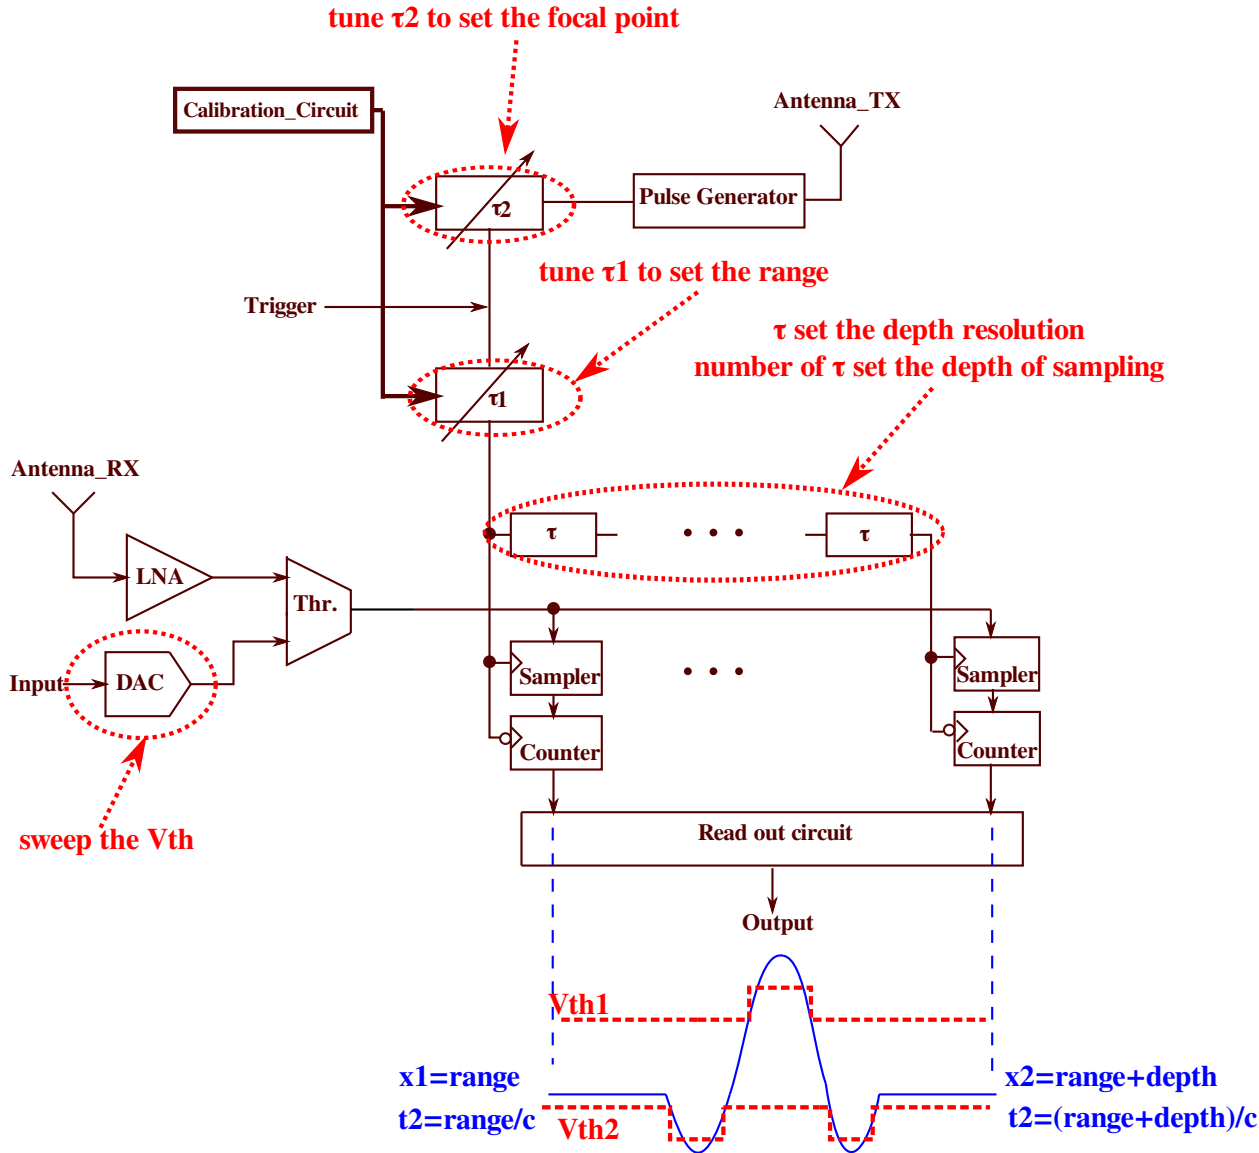 tune τ2 to set the focal point
Calibration_Circuit
Antenna_TX
τ2
Pulse Generator
tune τ1 to set the range
Trigger
τ set the depth resolution
number of τ set the depth of sampling
τ1
Antenna_RX
τ
τ
LNA
Thr.
Input
DAC
Sampler
Sampler
Counter
Counter
sweep the Vth
Read out circuit
Output
Vth1
x1=range
x2=range+depth
t2=range/c
t2=(range+depth)/c
Vth2